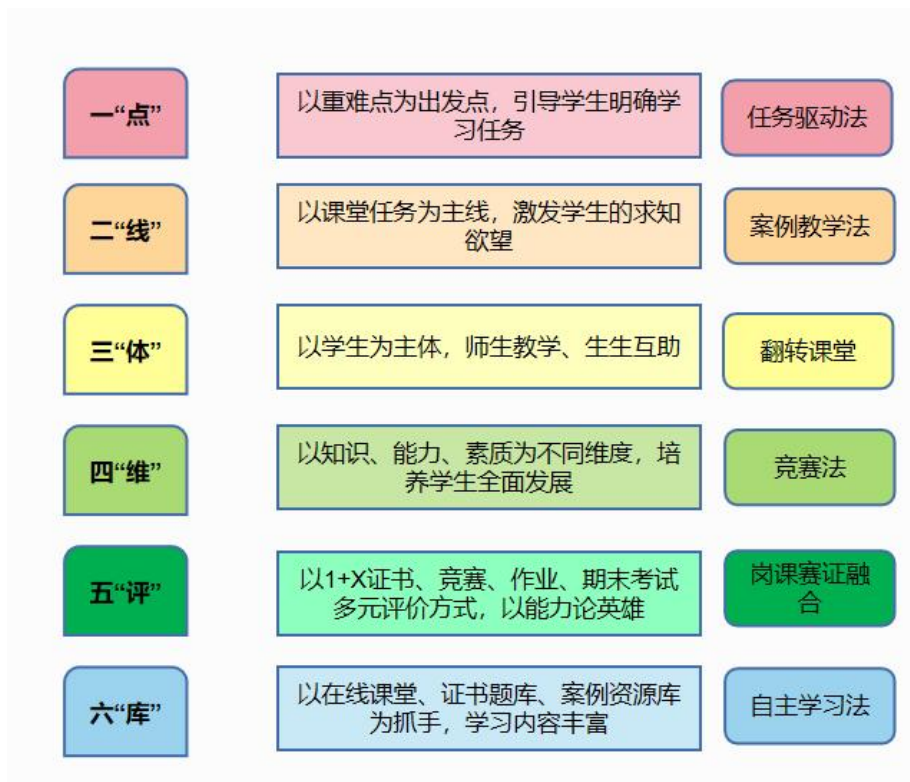 一“点”
以重难点为出发点，引导学生明确学
习任务
任务驱动法
二“线”
以课堂任务为主线，激发学生的求知
欲望
案例教学法
三“体”
以学生为主体，师生教学、生生互助
翻转课堂
四“维”
以知识、能力、素质为不同维度，培
养学生全面发展
竞赛法
五“评”
以1+X证书、竞赛、作业、期末考试
多元评价方式，以能力论英雄
岗课赛证融
合
六“库”
以在线课堂、证书题库、案例资源库
为抓手，学习内容丰富
自主学习法